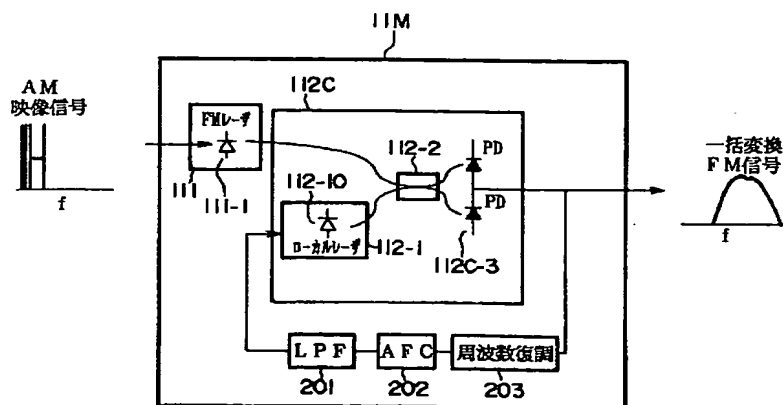 11M
112C
AM
映像信号
f
FMレーザ
111
111-1
112-2
PD
PD
112-10
ローカルレーザ
112-1
112C-3
一括変換
FM信号
f
LPF
201
AFC
202
周波数復調
203